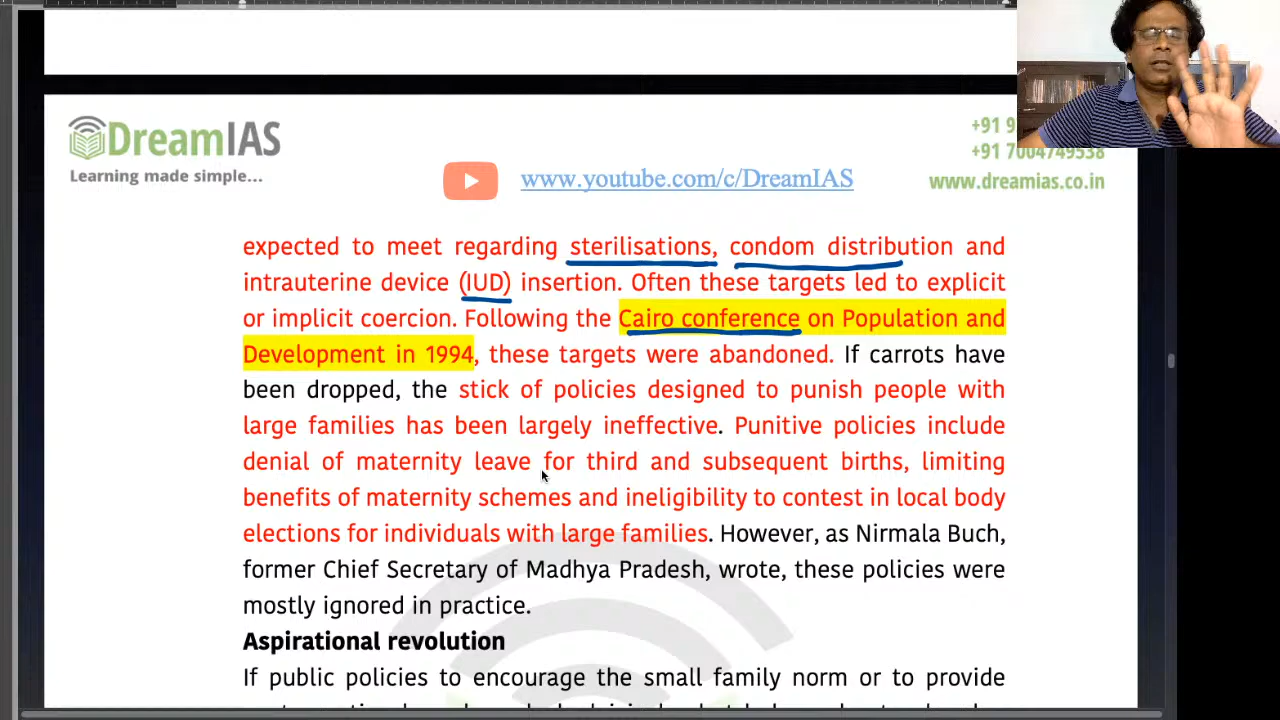 DreamIAS
Learning made simple...
+91 9
+91 7004749538
www.youtube.com/c/DreamIAS
www.dreamias.co.in
expected to meet regarding sterilisations, condom distribution and
intrauterine device (IUD) insertion. Often these targets led to explicit
or implicit coercion. Following the Cairo conference on Population and
Development in 1994, these targets were abandoned. If carrots have
been dropped, the stick of policies designed to punish people with
large families has been largely ineffective. Punitive policies include
denial of maternity leave for third and subsequent births, limiting
benefits of maternity schemes and ineligibility to contest in local body
elections for individuals with large families. However, as Nirmala Buch,
former Chief Secretary of Madhya Pradesh, wrote, these policies were
mostly ignored in practice.
Aspirational revolution
If public policies to encourage the small family norm or to provide